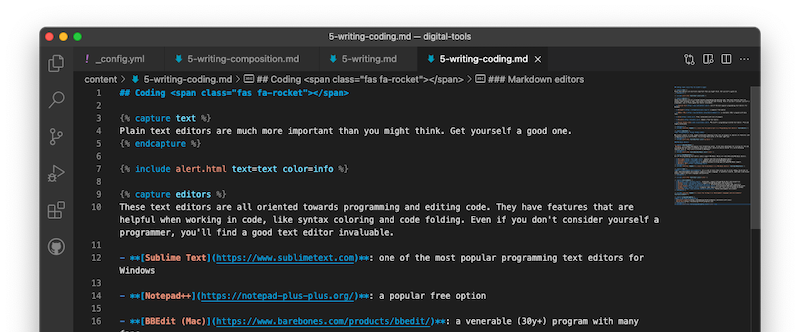 5-writing-coding.md — digital-tools
! _config.yml 5-writing-composition.md 5-writing.md 5-writing-coding.md ×
content > 5-writing-coding.md > ## Coding <span class="fas fa-rocket"></span> > ### Markdown editors
1 ## Coding <span class="fas fa-rocket"></span>
2
3 {% capture text %}
4 Plain text editors are much more important than you might think. Get yourself a good one.
5 {% endcapture %}
6
7 {% include alert.html text=text color=info %}
8
9 {% capture editors %}
10 These text editors are all oriented towards programming and editing code. They have features that are
helpful when working in code, like syntax coloring and code folding. Even if you don't consider yourself a
programmer, you'll find a good text editor invaluable.
11
12 - **[Sublime Text](https://www.sublimetext.com)**: one of the most popular programming text editors for
Windows
13
14 - **[Notepad++](https://notepad-plus-plus.org/)**: a popular free option
15
16 - **[BBEdit (Mac)](https://www.barebones.com/products/bbedit/)**: a venerable (30y+) program with many